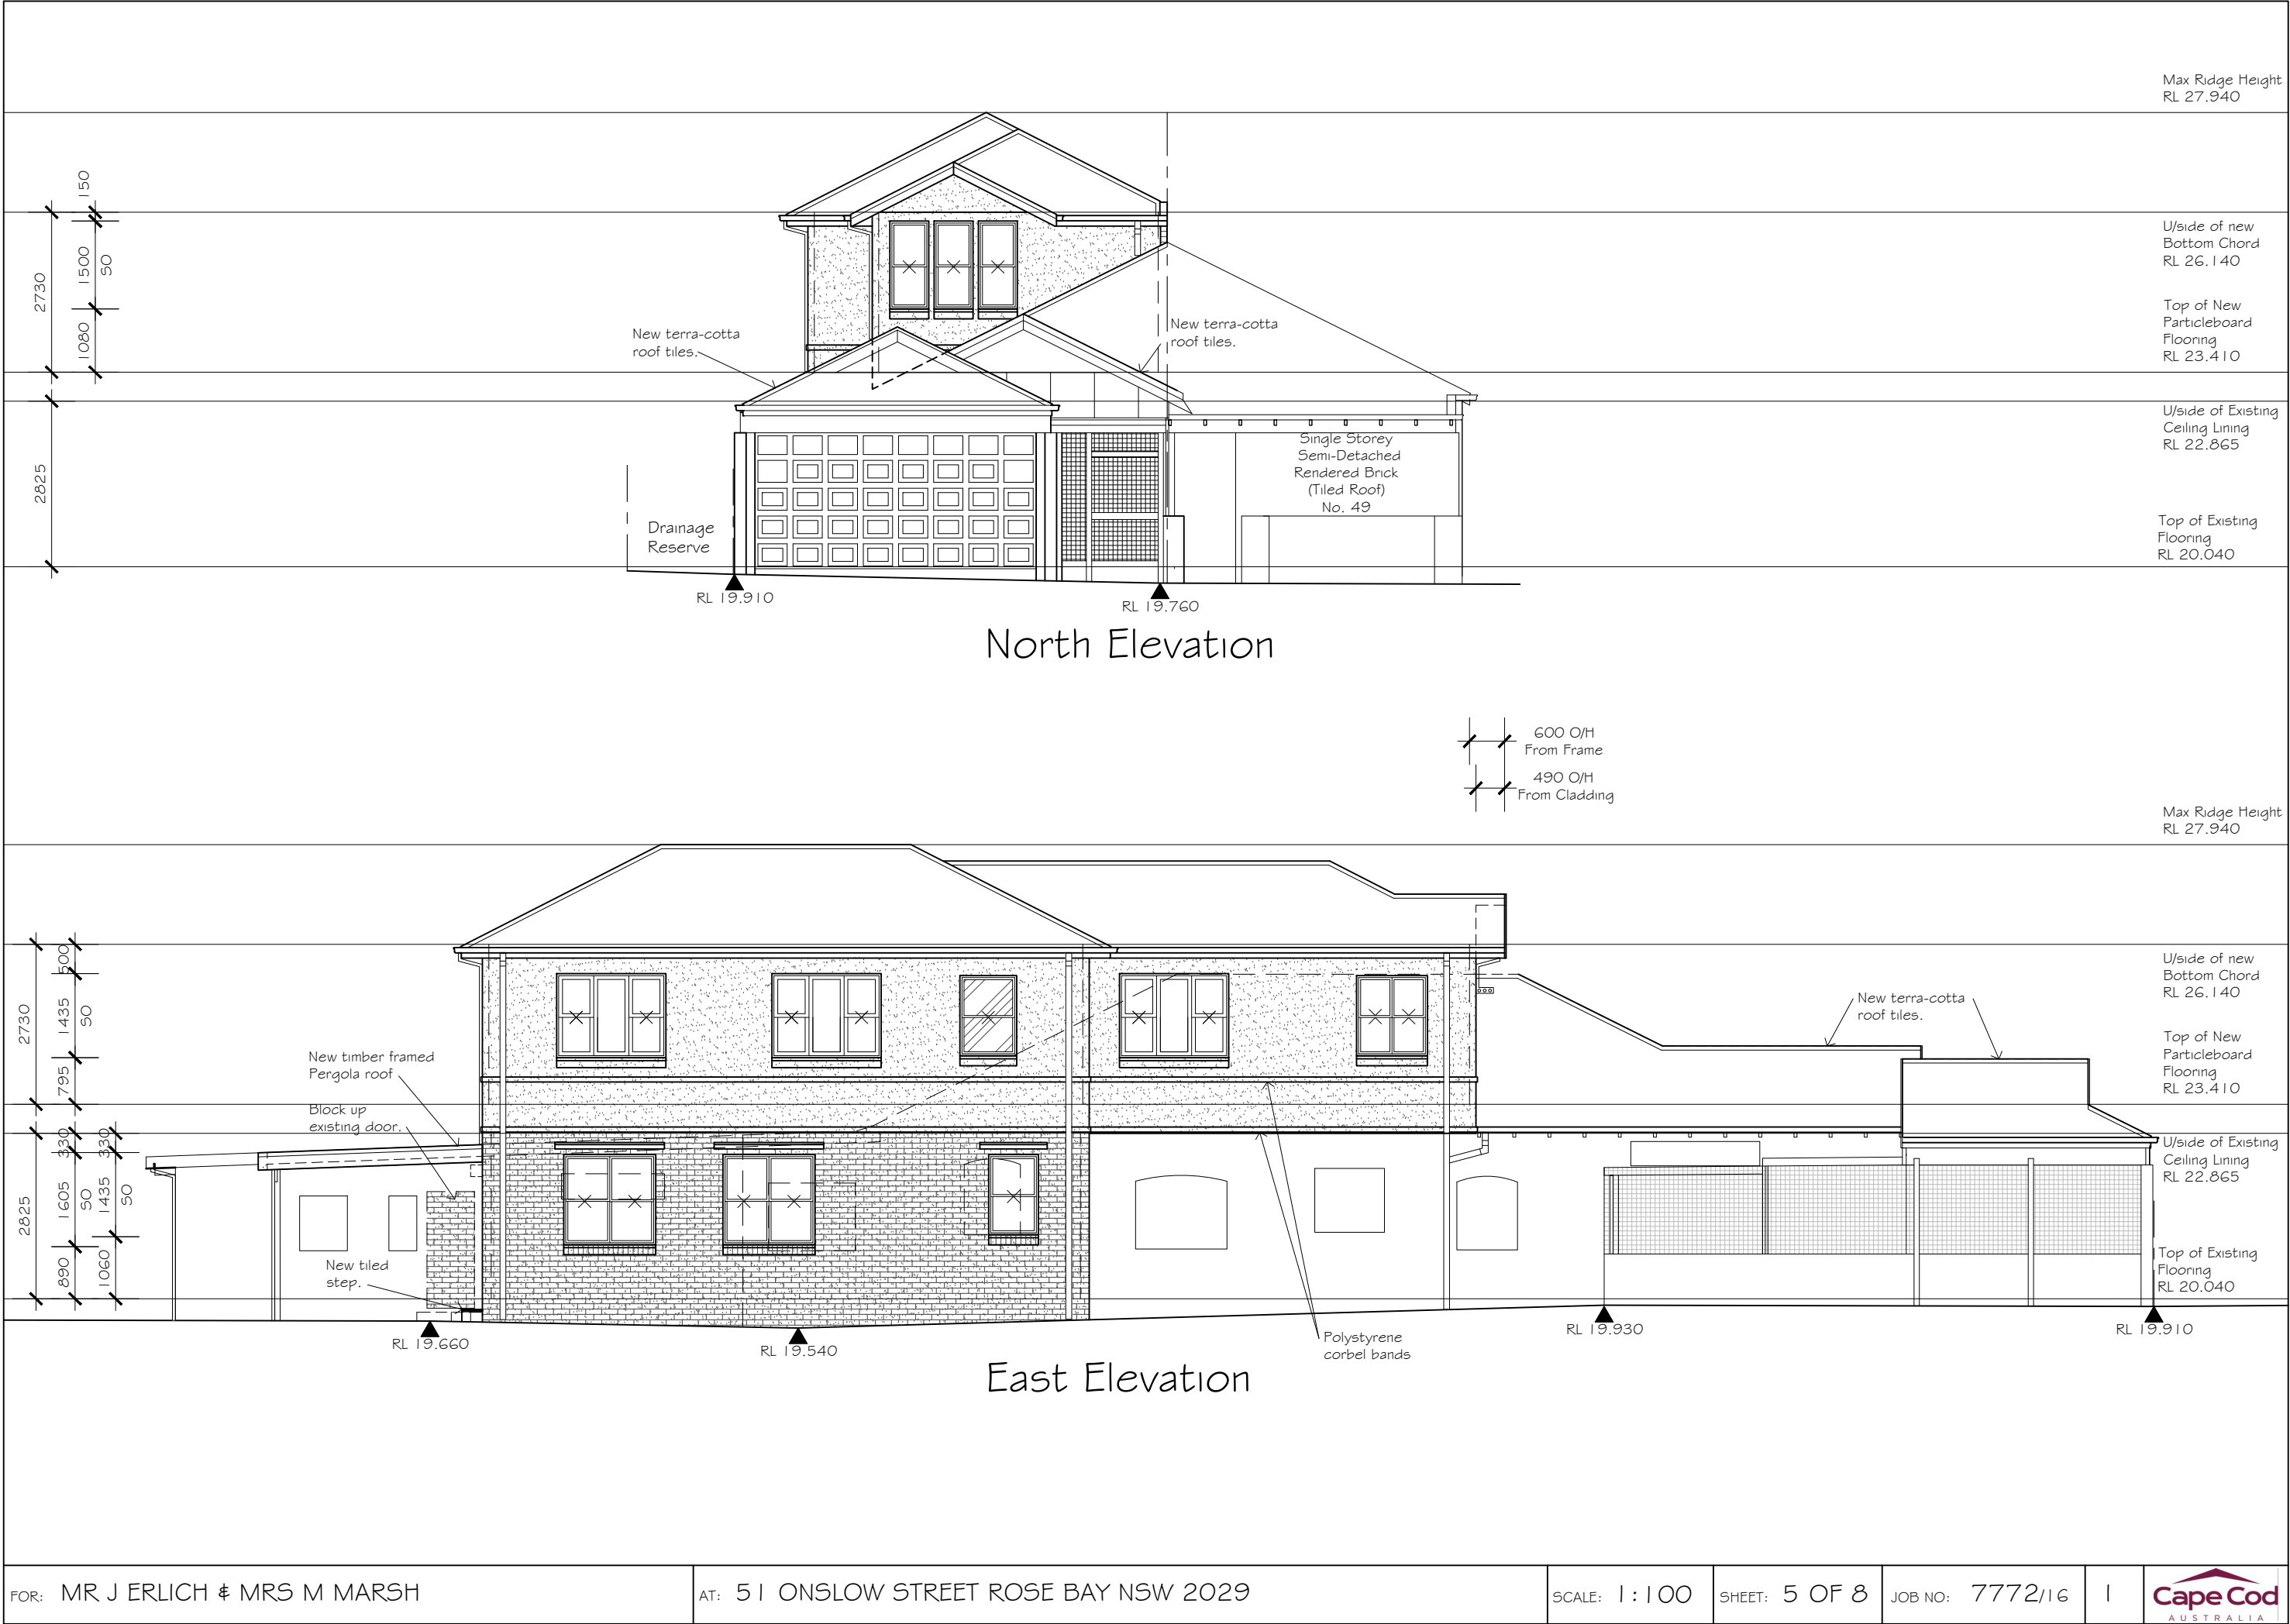 Max Ridge Height
RL 27.940
150
1500
50
2730
1080
U/side of new
Bottom Chord
RL 26.140
Top of New
Particleboard
Flooring
RL 23.410
New terra-cotta
roof tiles.
New terra-cotta
roof tiles.
U/side of Existing
Ceiling Lining
RL 22.865
2825
Single Storey
Semi-Detached
Rendered Brick
(Tiled Roof)
No. 49
Drainage
Reserve
Top of Existing
Flooring
RL 20.040
RL 19.910
RL 19.760
North Elevation
600 O/H
From Frame
490 O/H
From Cladding
Max Ridge Height
RL 27.940
500
1435
50
2730
795
U/side of new
Bottom Chord
RL 26.140
New terra-cotta
roof tiles.
Top of New
Particleboard
Flooring
RL 23.410
New timber framed
Pergola roof
Block up
existing door.
330
330
1605
50
1435
50
2825
890
1060
New tiled
step.
U/side of Existing
Ceiling Lining
RL 22.865
Top of Existing
Flooring
RL 20.040
RL 19.660
RL 19.540
Polystyrene
corbel bands
RL 19.930
RL 19.910
East Elevation
FOR: MR J ERLICH & MRS M MARSH
AT: 51 ONSLOW STREET ROSE BAY NSW 2029
SCALE: 1:100
SHEET: 5 OF 8
JOB NO: 7772/16
1
Cape Cod
AUSTRALIA